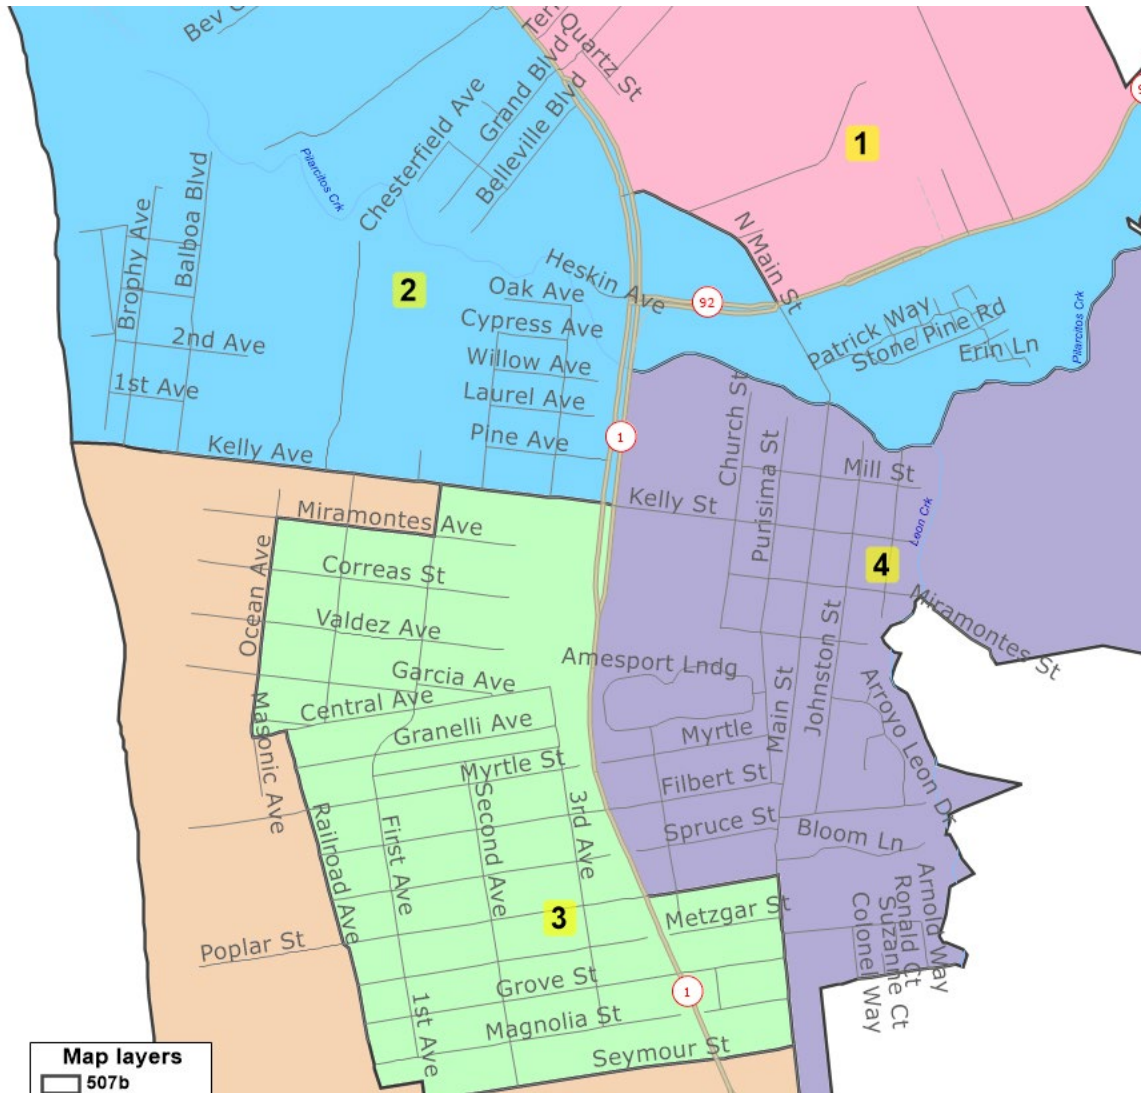 Bev
Quartz St
Grand Blvd
Belleville Blvd
Chesterfield Ave
Pilarcitos Crk
1
2
Brophy Ave
Balboa Blvd
N Main St
Heskin Ave
92
Oak Ave
Cypress Ave
Willow Ave
Laurel Ave
Pine Ave
2nd Ave
1st Ave
Kelly Ave
Patrick Way
Stone Pine Rd
Erin Ln
Pilarcitos Crk
1
Church St
Purisima St
Mill St
Kelly St
Leon Crk
4
Miramontes Ave
Miramontes St
Ocean Ave
Correas St
Valdez Ave
Garcia Ave
Central Ave
Granelli Ave
Masonic Ave
Myrtle St
Amesport Lndg
Main St
Johnston St
Arroyo Leon Dr
Myrtle
Filbert St
Spruce St
Bloom Ln
Railroad Ave
First Ave
Second Ave
3rd Ave
3
Metzgar St
Arnold Way
Ronald Ct
Suzanne Ct
Colonel Way
Poplar St
Grove St
1
1st Ave
Magnolia St
Seymour St
Map layers
507b